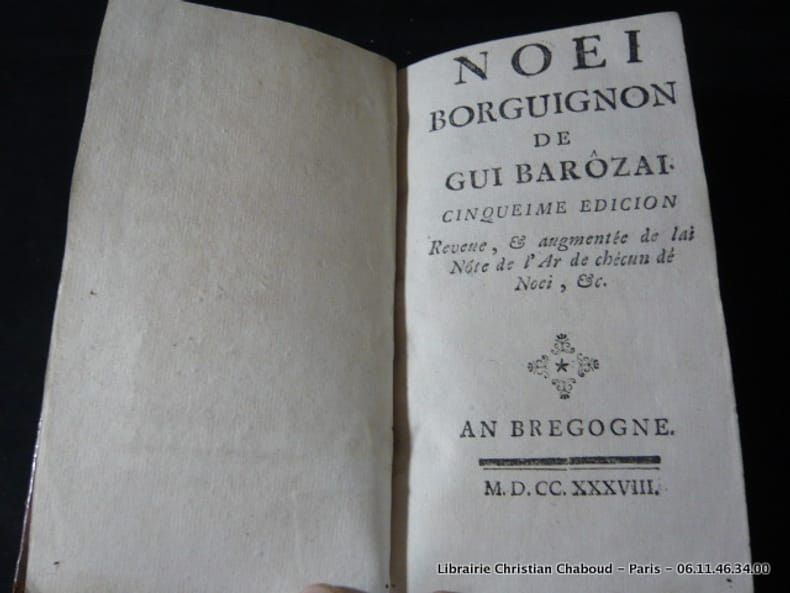 NOEI
BORGUIGNON
DE
GUI BARÔZAI.
CINQUEIME EDICION
Reveue, & augmentée de lai
Nóte de l'Ar de chécun dé
Noei, &c.
AN BREGOGNE.
M. D. CC. XXXVIII.
Librairie Christian Chaboud - Paris - 06.11.46.34.00